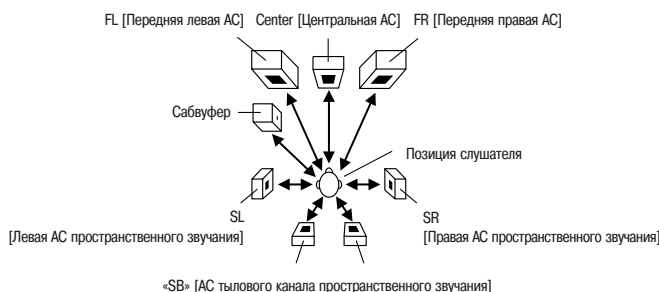 FL [Передняя левая АС] Center [Центральная АС] FR [Передняя правая АС]
Сабвуфер
Позиция слушателя
SL
[Левая АС пространственного звучания]
SR
[Правая АС пространственного звучания]
«SB» [АС тылового канала пространственного звучания]